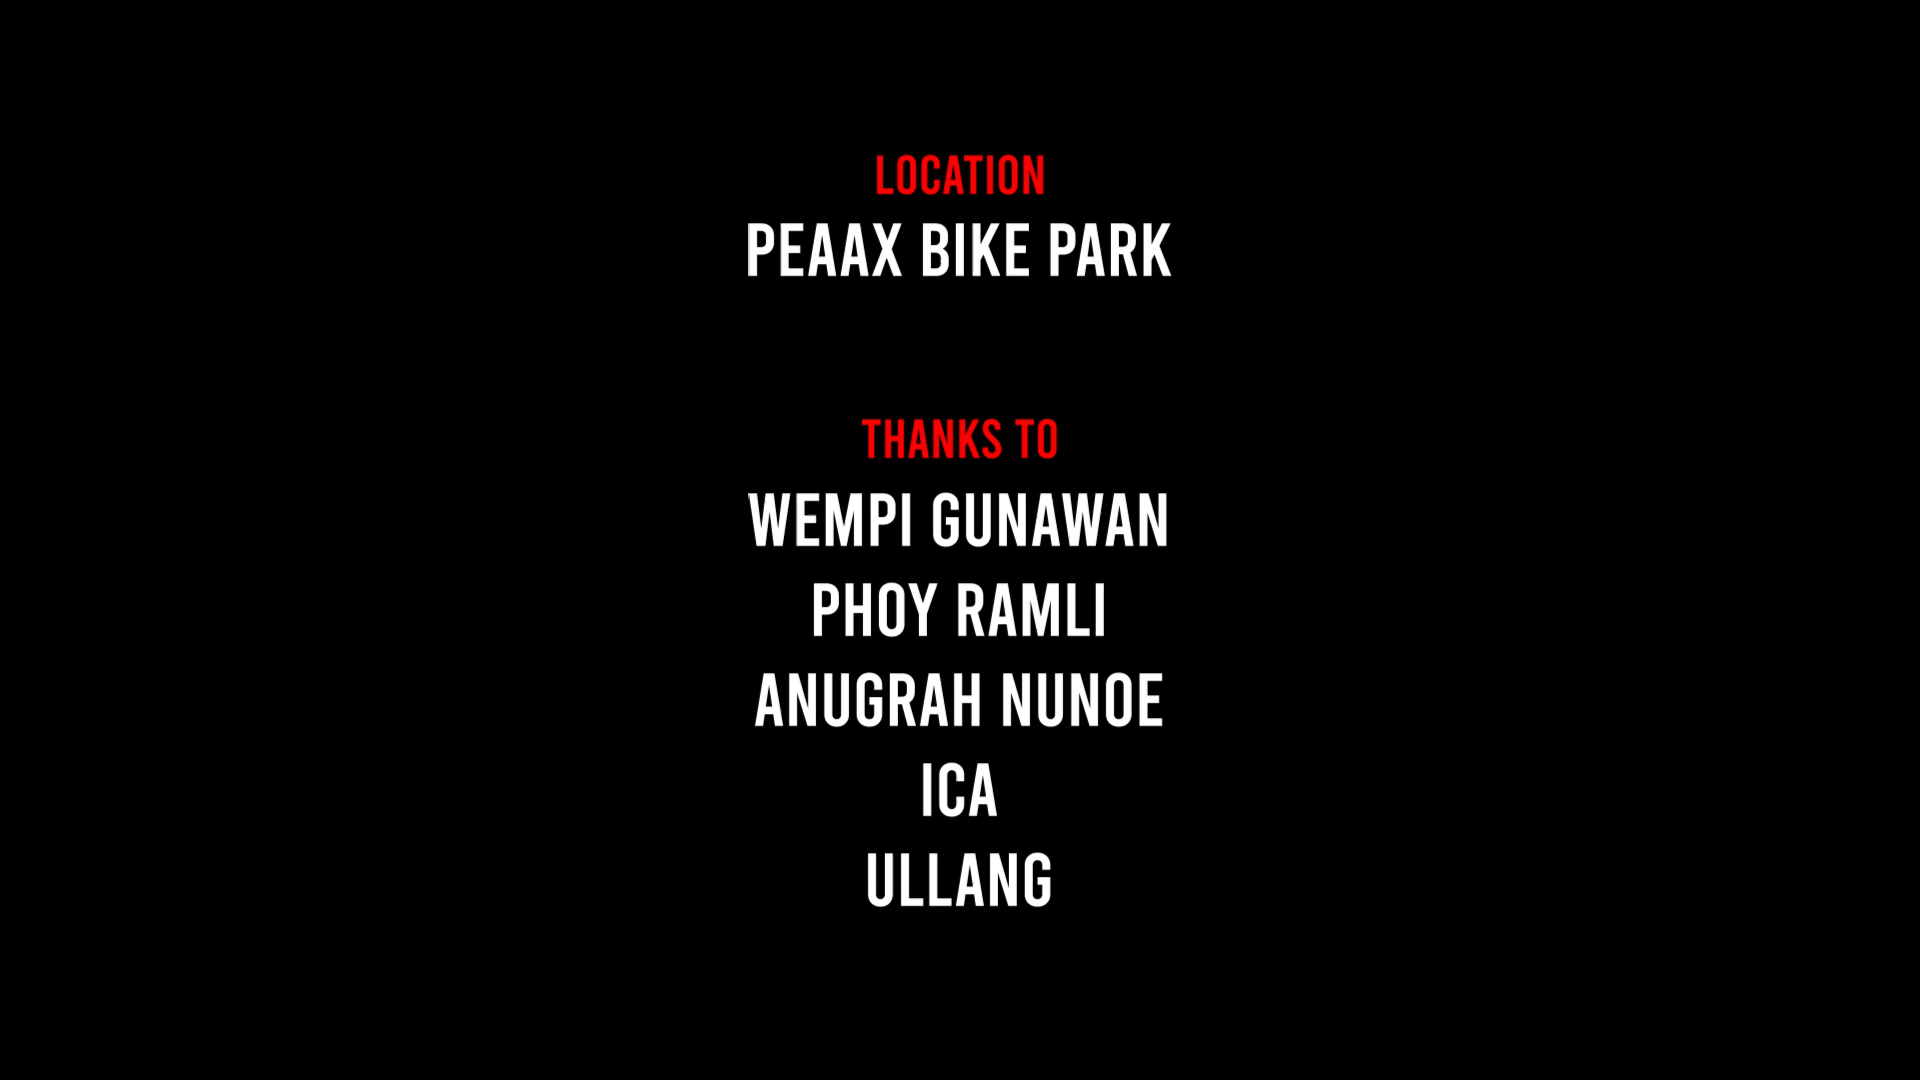 LOCATION
PEAAX BIKE PARK
THANKS TO
WEMPI GUNAWAN
PHOY RAMLI
ANUGRAH NUNOE
ICA
ULLANG